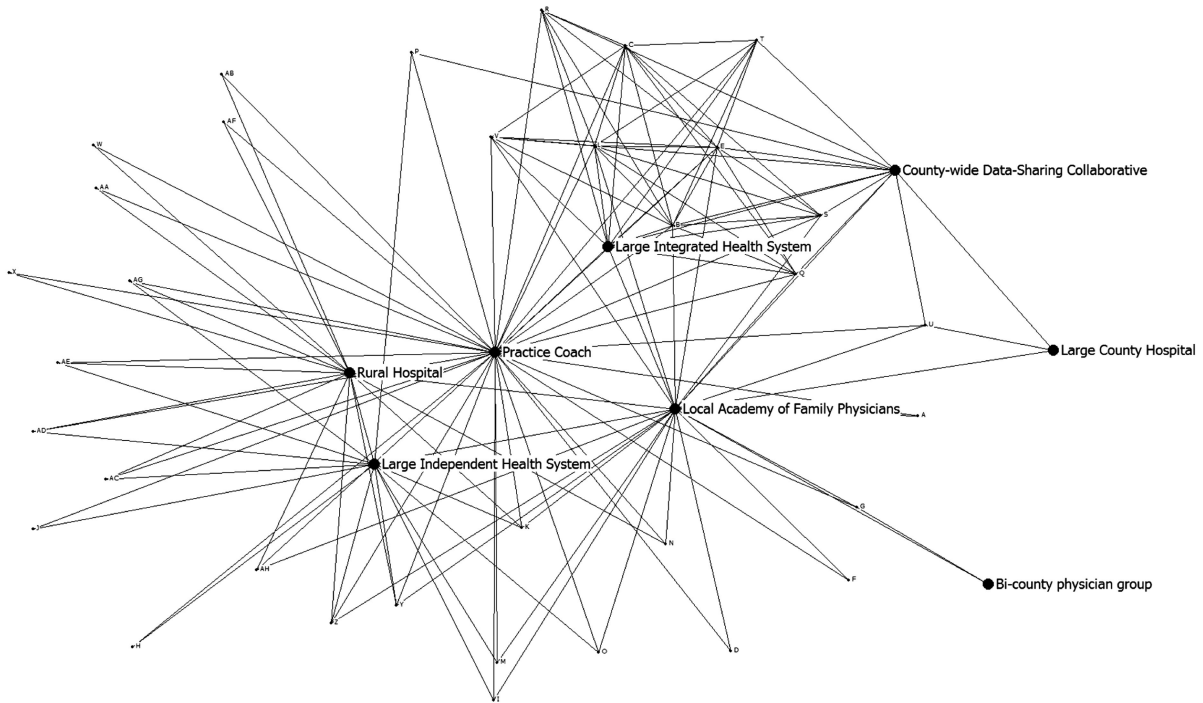 R
C
T
P
AB
AF
V
L
E
W
County-wide Data-Sharing Collaborative
AA
S
B
Large Integrated Health System
X
Q
AG
U
Practice Coach
Large County Hospital
AE
Rural Hospital
Local Academy of Family Physicians
A
AD
Large Independent Health System
AC
G
J
K
N
AH
F
Bi-county physician group
Y
Z
H
O
D
M
I